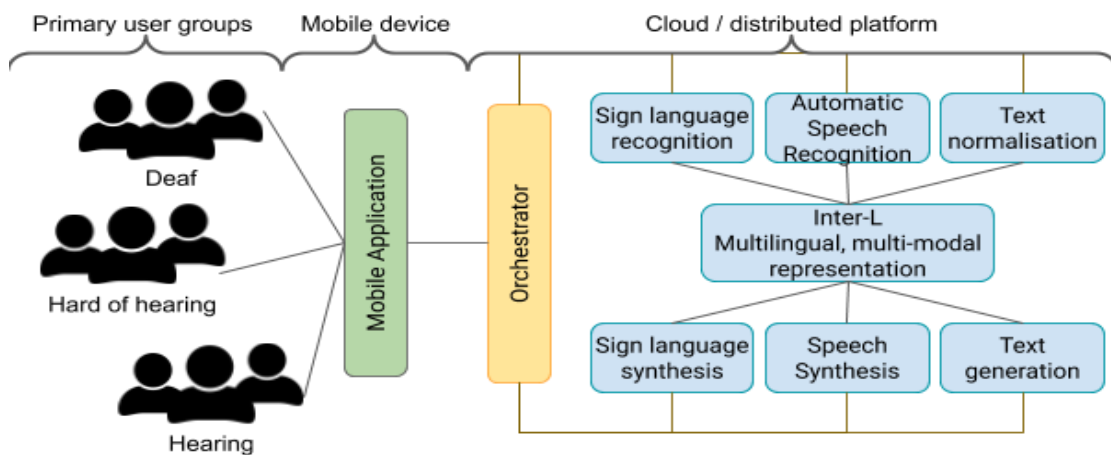 Primary user groups
Mobile device
Cloud / distributed platform
Deaf
Hard of hearing
Hearing
Mobile Application
Orchestrator
Sign language
recognition
Automatic
Speech
Recognition
Text
normalisation
Inter-L
Multilingual, multi-modal
representation
Sign language
synthesis
Speech
Synthesis
Text
generation